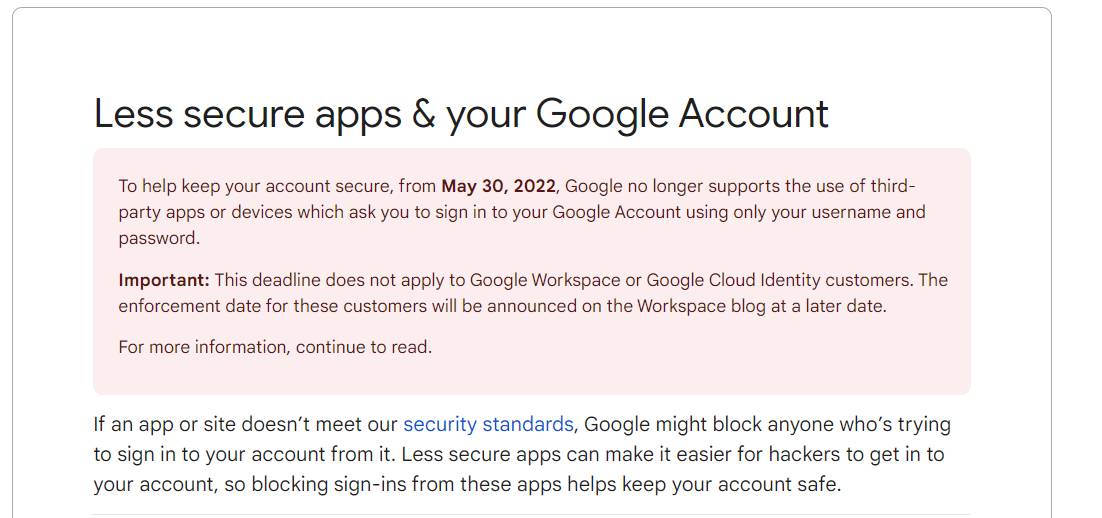 Less secure apps & your Google Account
To help keep your account secure, from May 30, 2022, Google no longer supports the use of third-
party apps or devices which ask you to sign in to your Google Account using only your username and
password.
Important: This deadline does not apply to Google Workspace or Google Cloud Identity customers. The
enforcement date for these customers will be announced on the Workspace blog at a later date.
For more information, continue to read.
If an app or site doesn’t meet our security standards, Google might block anyone who’s trying
to sign in to your account from it. Less secure apps can make it easier for hackers to get in to
your account, so blocking sign-ins from these apps helps keep your account safe.